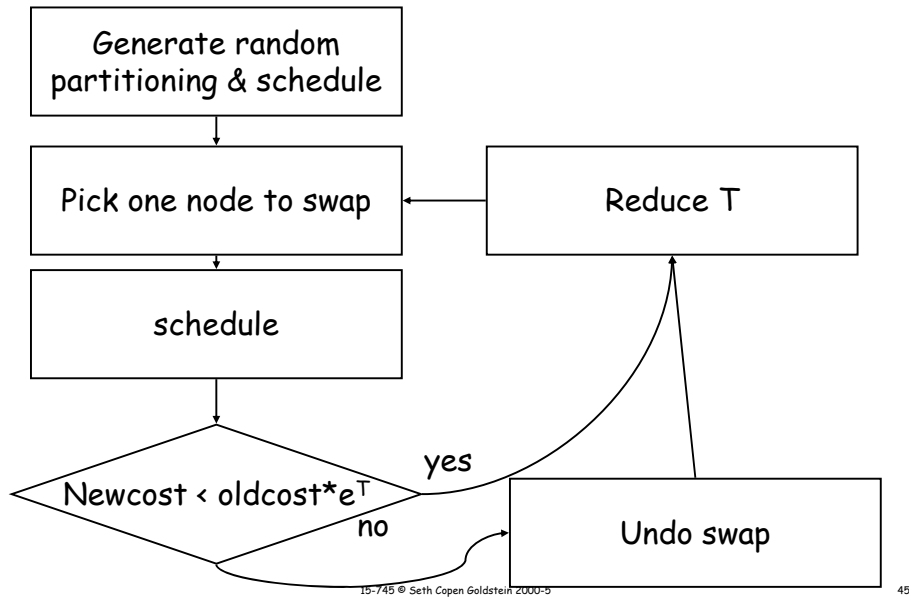 Generate random
partitioning & schedule
Pick one node to swap
Reduce T
schedule
yes
Newcost < oldcost*eᵀ
no
Undo swap
15-745 © Seth Copen Goldstein 2000-5
45